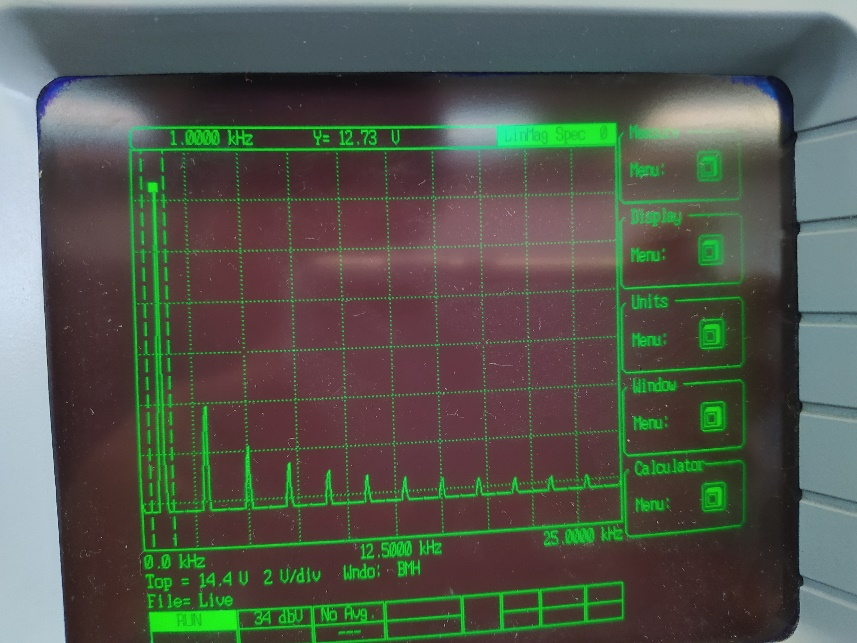 1.0000 kHz Y= 12.73 V LinMag Spec 0
Measure
Menu:
Display
Menu:
Units
Menu:
Window
Menu:
Calculator
Menu:
0.0 kHz 12.5000 kHz 25.0000 kHz
Top = 14.4 V 2 V/div Wndo: BMH
File= Live
RUN 34 dbV No Avg.
---